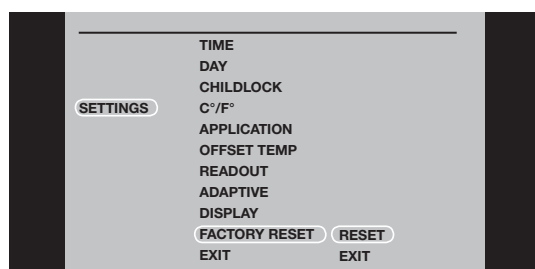 TIME
DAY
CHILDLOCK
SETTINGS C°/F°
APPLICATION
OFFSET TEMP
READOUT
ADAPTIVE
DISPLAY
FACTORY RESET RESET
EXIT EXIT